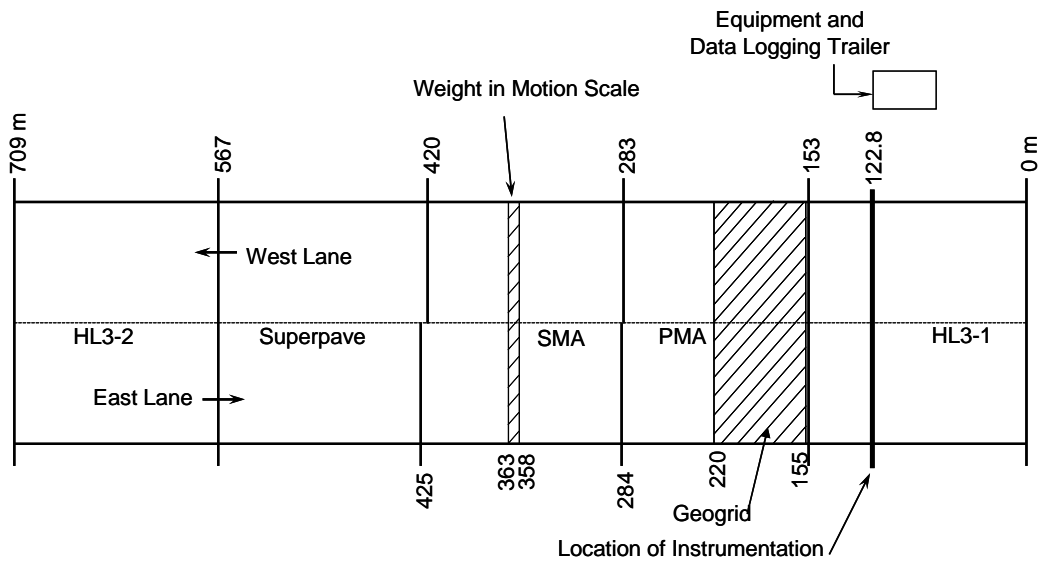 Equipment and
Data Logging Trailer
Weight in Motion Scale
709 m
567
420
283
153
122.8
0 m
West Lane
HL3-2
Superpave
SMA
PMA
HL3-1
East Lane
425
363
358
284
220
155
Geogrid
Location of Instrumentation